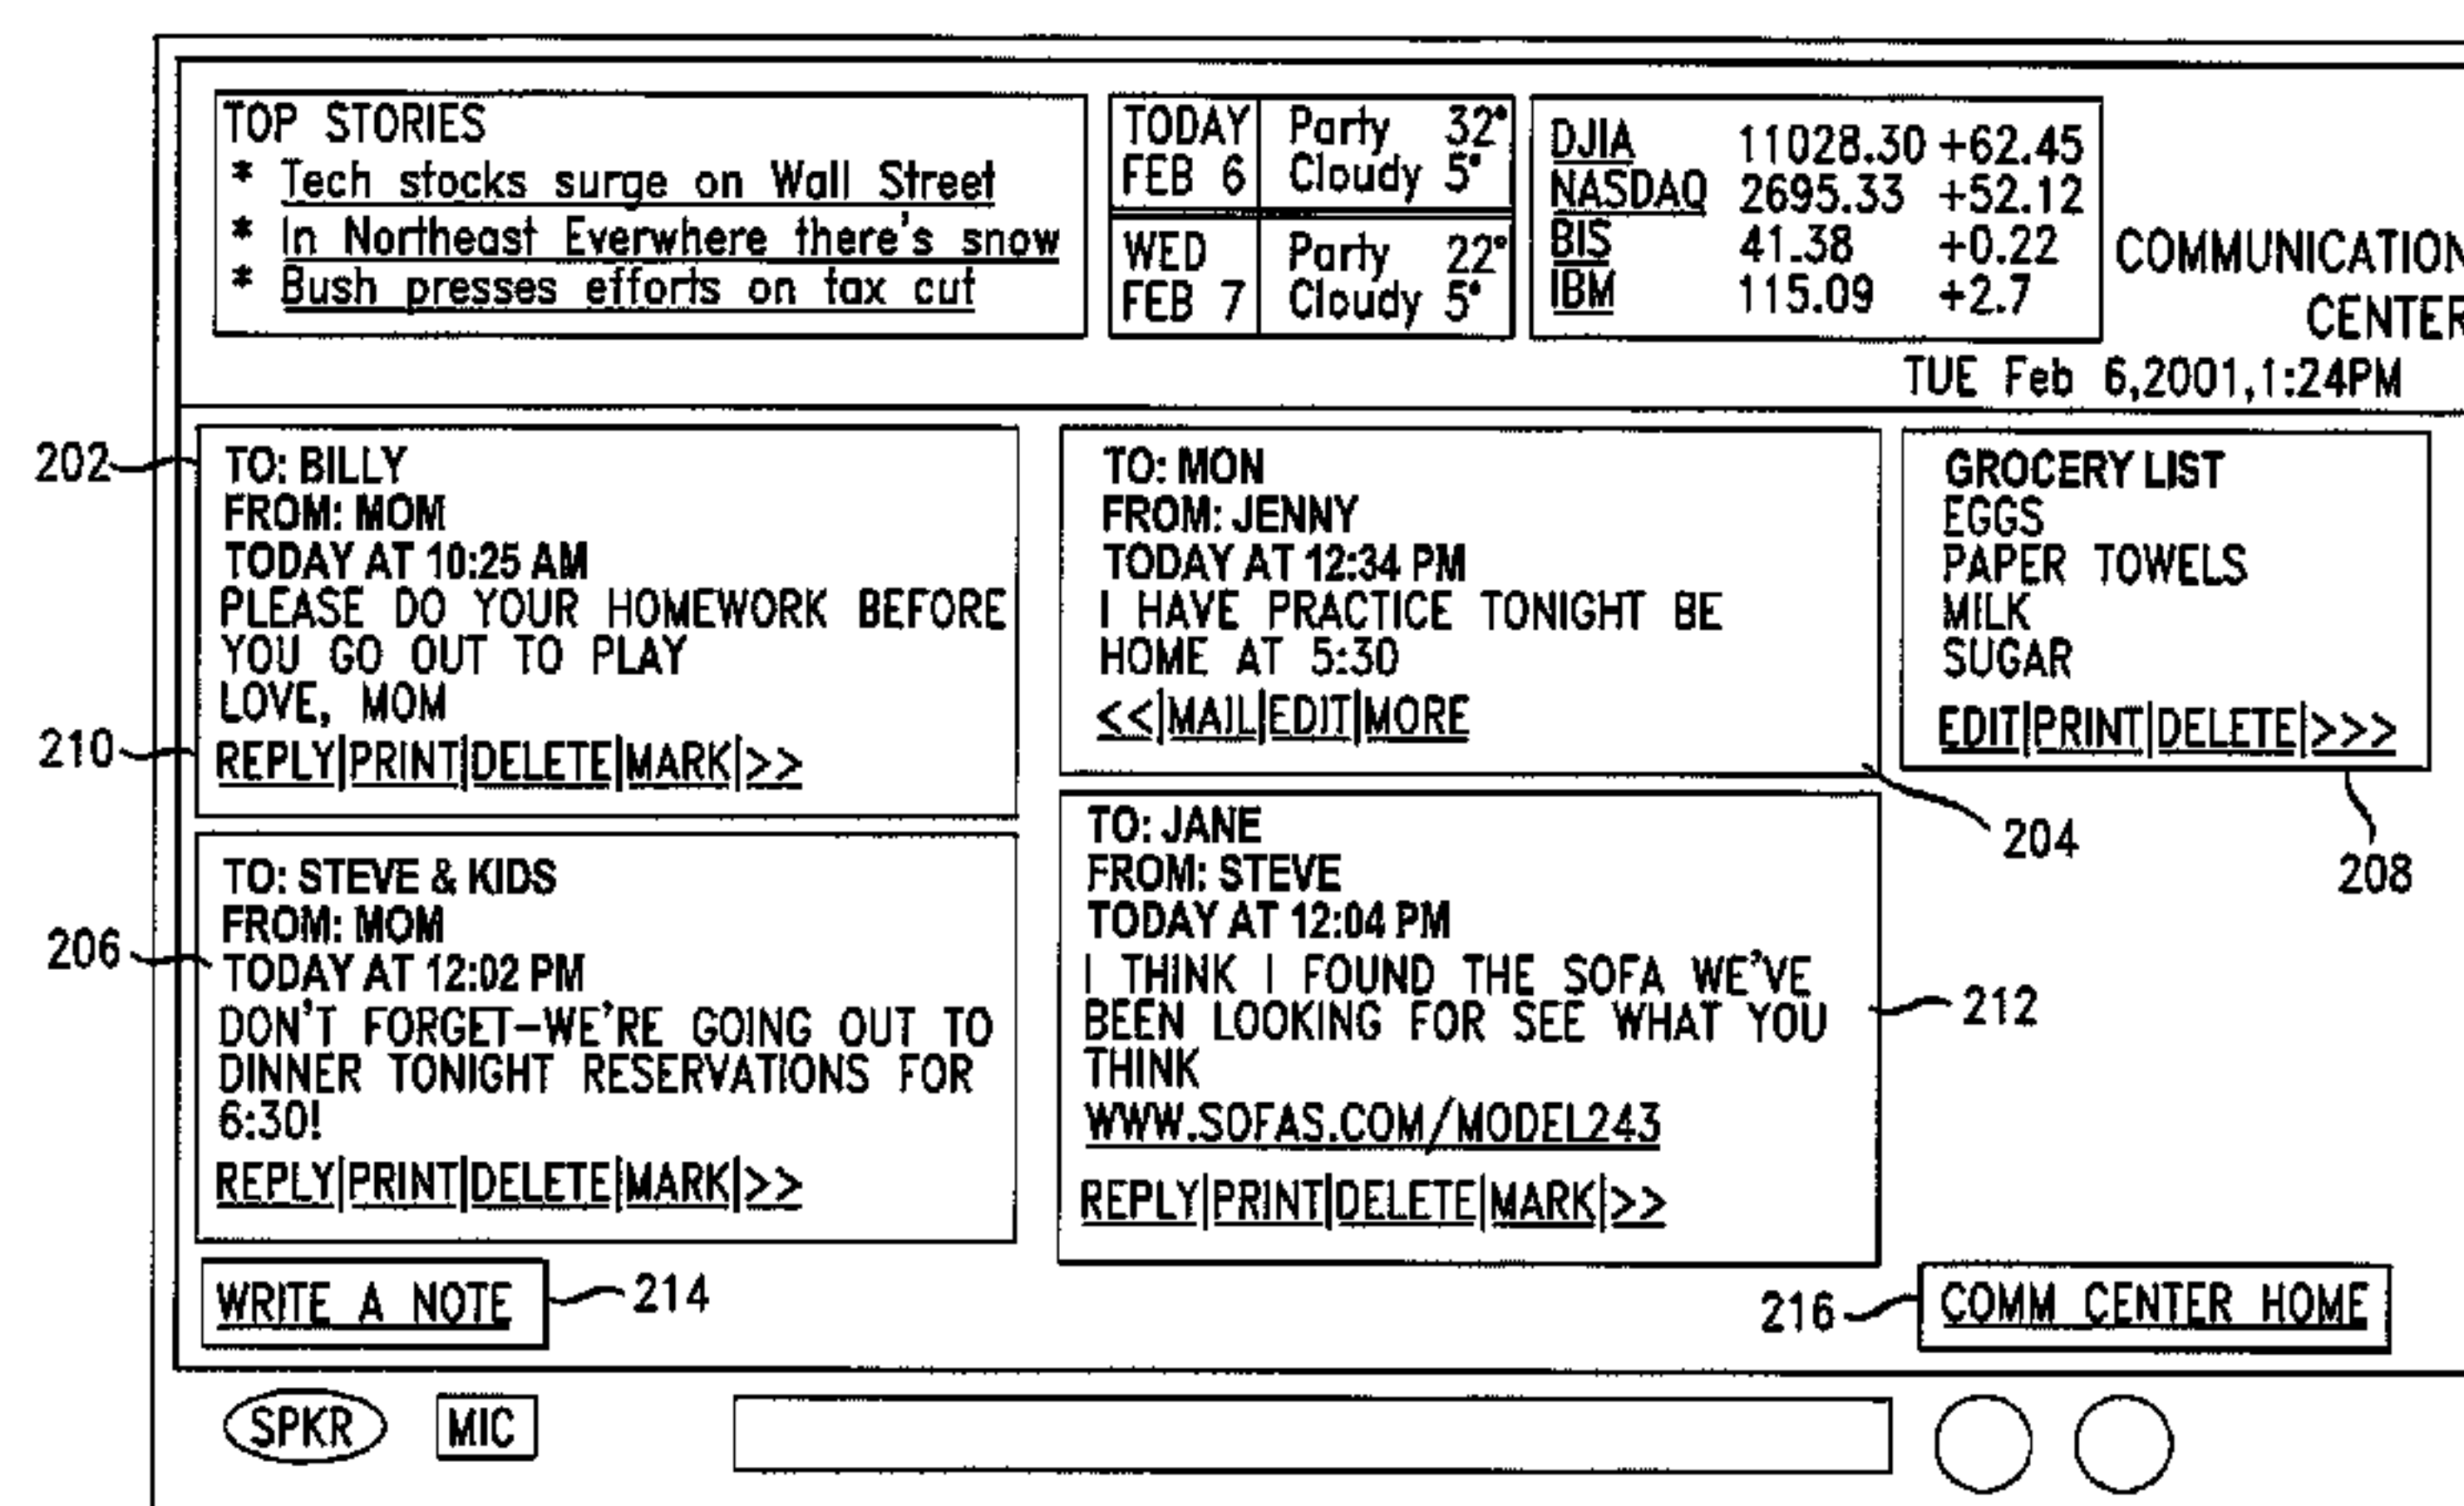 TOP STORIES
* Tech stocks surge on Wall Street
* In Northeast Everwhere there's snow
* Bush presses efforts on tax cut
TODAY Party 32°
FEB 6 Cloudy 5°
WED Party 22°
FEB 7 Cloudy 5°
DJIA 11028.30 +62.45
NASDAQ 2695.33 +52.12
BIS 41.38 +0.22
IBM 115.09 +2.7
COMMUNICATION
CENTER
TUE Feb 6,2001,1:24PM
202
TO: BILLY
FROM: MOM
TODAY AT 10:25 AM
PLEASE DO YOUR HOMEWORK BEFORE
YOU GO OUT TO PLAY
LOVE, MOM
210
REPLY|PRINT|DELETE|MARK|>>
TO: MON
FROM: JENNY
TODAY AT 12:34 PM
I HAVE PRACTICE TONIGHT BE
HOME AT 5:30
<<|MAIL|EDIT|MORE
204
GROCERY LIST
EGGS
PAPER TOWELS
MILK
SUGAR
EDIT|PRINT|DELETE|>>>
208
206
TO: STEVE & KIDS
FROM: MOM
TODAY AT 12:02 PM
DON'T FORGET-WE'RE GOING OUT TO
DINNER TONIGHT RESERVATIONS FOR
6:30!
REPLY|PRINT|DELETE|MARK|>>
TO: JANE
FROM: STEVE
TODAY AT 12:04 PM
I THINK I FOUND THE SOFA WE'VE
BEEN LOOKING FOR SEE WHAT YOU
THINK
WWW.SOFAS.COM/MODEL243
REPLY|PRINT|DELETE|MARK|>>
212
WRITE A NOTE
214
216
COMM CENTER HOME
SPKR
MIC